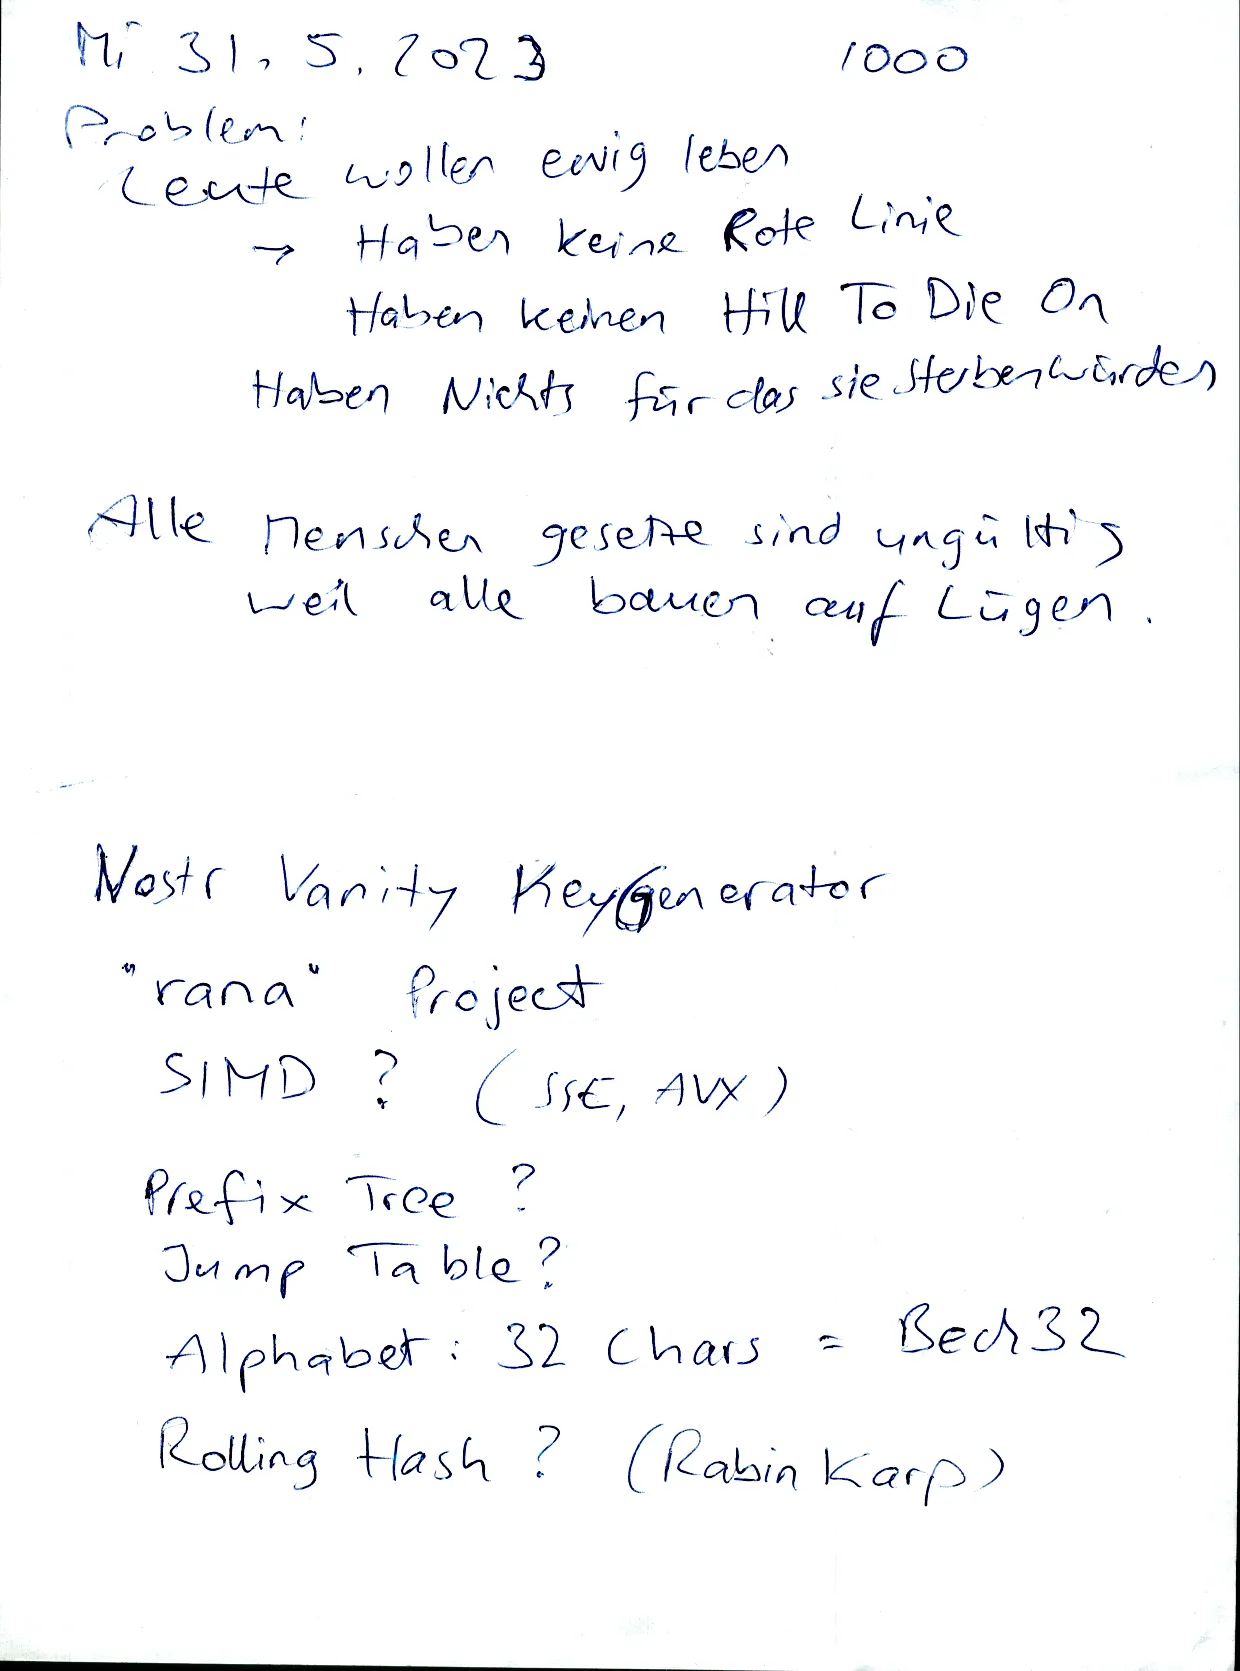 Mi 31. 5. 2023 1000
Problem:
Leute wollen ewig leben
→ Haben keine Rote Linie
Haben keinen Hill To Die On
Haben Nichts für das sie Sterben würden
Alle Menschen gesetze sind ungültig
weil alle bauen auf Lügen.
Nostr Vanity KeyGenerator
"rana" Project
SIMD ? (SSE, AVX)
Prefix Tree ?
Jump Table?
Alphabet: 32 Chars = Bech32
Rolling Hash ? (Rabin Karp)